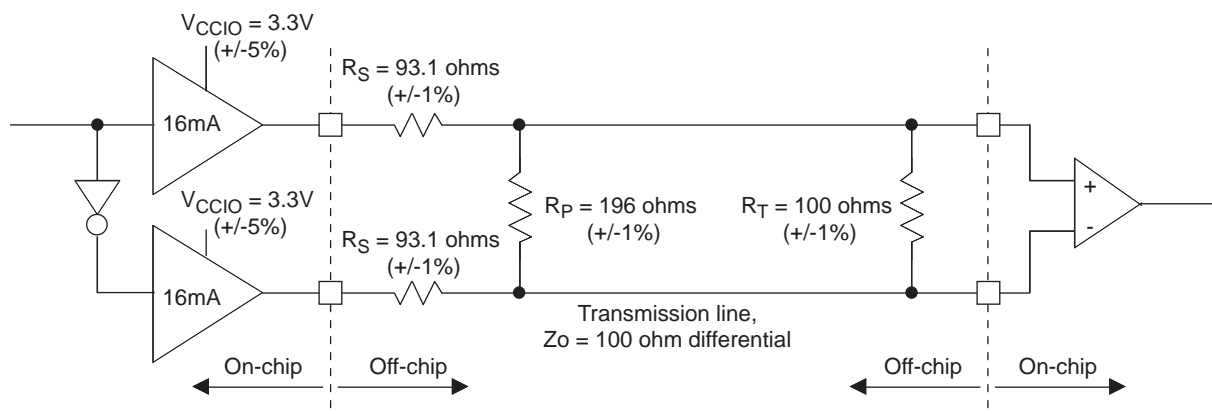 VCCIO = 3.3V
(+/-5%)
16mA
RS = 93.1 ohms
(+/-1%)
VCCIO = 3.3V
(+/-5%)
16mA
RS = 93.1 ohms
(+/-1%)
RP = 196 ohms
(+/-1%)
RT = 100 ohms
(+/-1%)
+
-
Transmission line,
Zo = 100 ohm differential
On-chip
Off-chip
Off-chip
On-chip